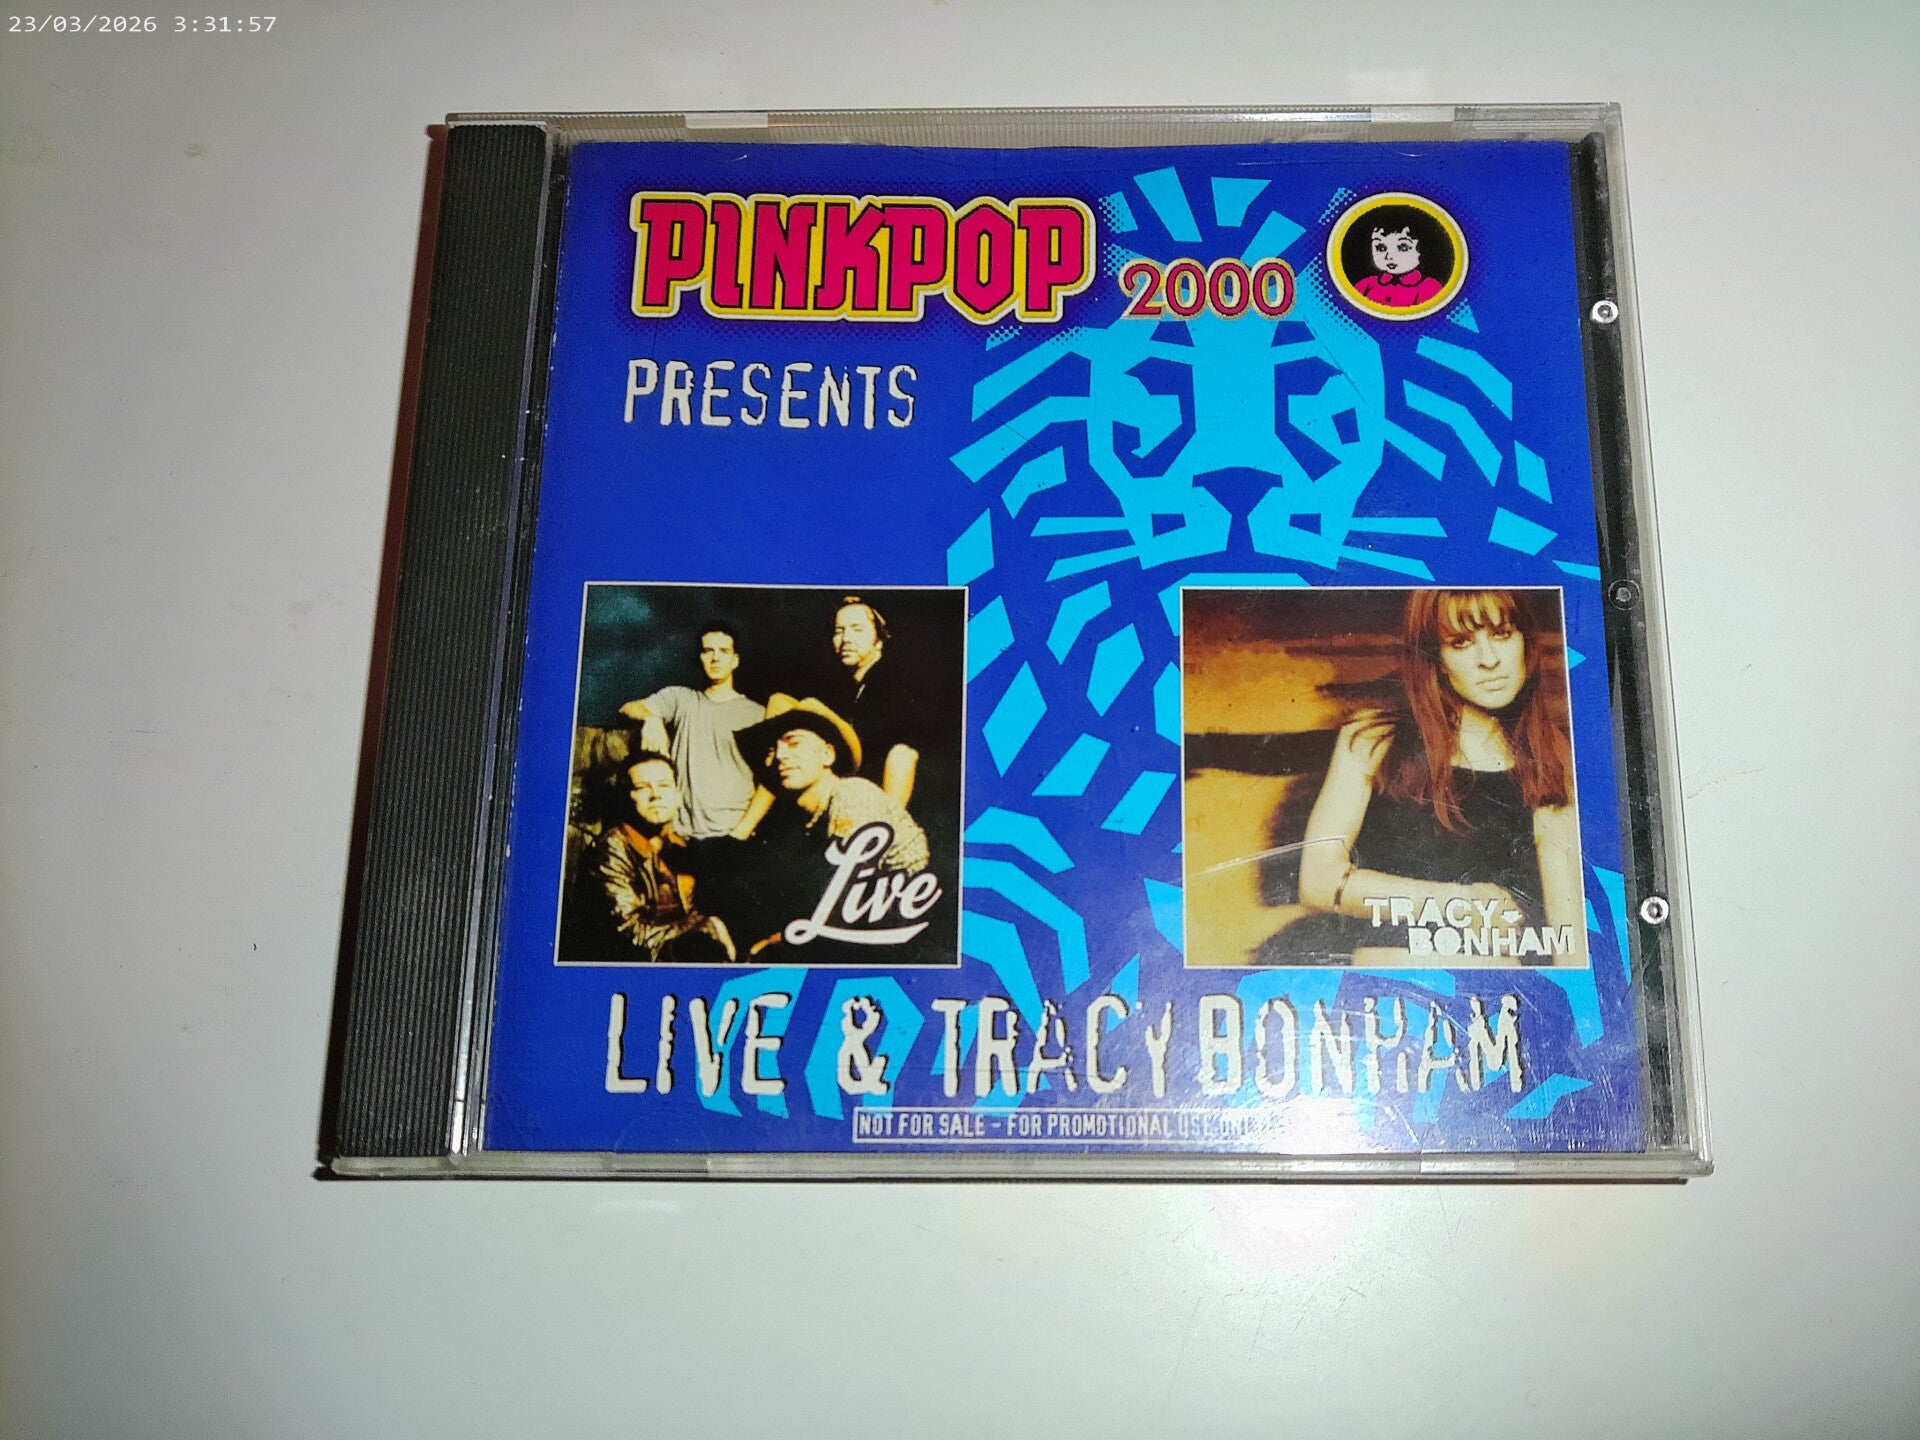 23/03/2026 3:31:57
PINKPOP 2000
PRESENTS
Live
TRACY
BONHAM
LIVE & TRACY BONHAM
NOT FOR SALE - FOR PROMOTIONAL USE